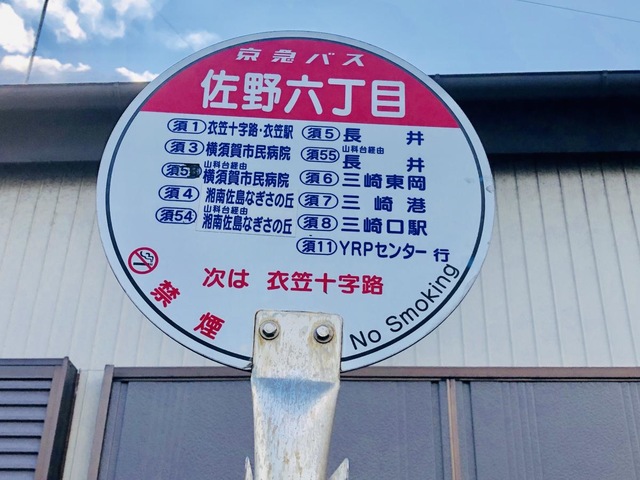 京急バス
佐野六丁目
須1 衣笠十字路・衣笠駅
須3 横須賀市民病院
山科台経由
須5 横須賀市民病院
須4 湘南佐島なぎさの丘
山科台経由
須54 湘南佐島なぎさの丘
須5 長井
山科台経由
須55 長井
須6 三崎東岡
須7 三崎港
須8 三崎口駅
須11 YRPセンター 行
次は 衣笠十字路
禁煙
No Smoking